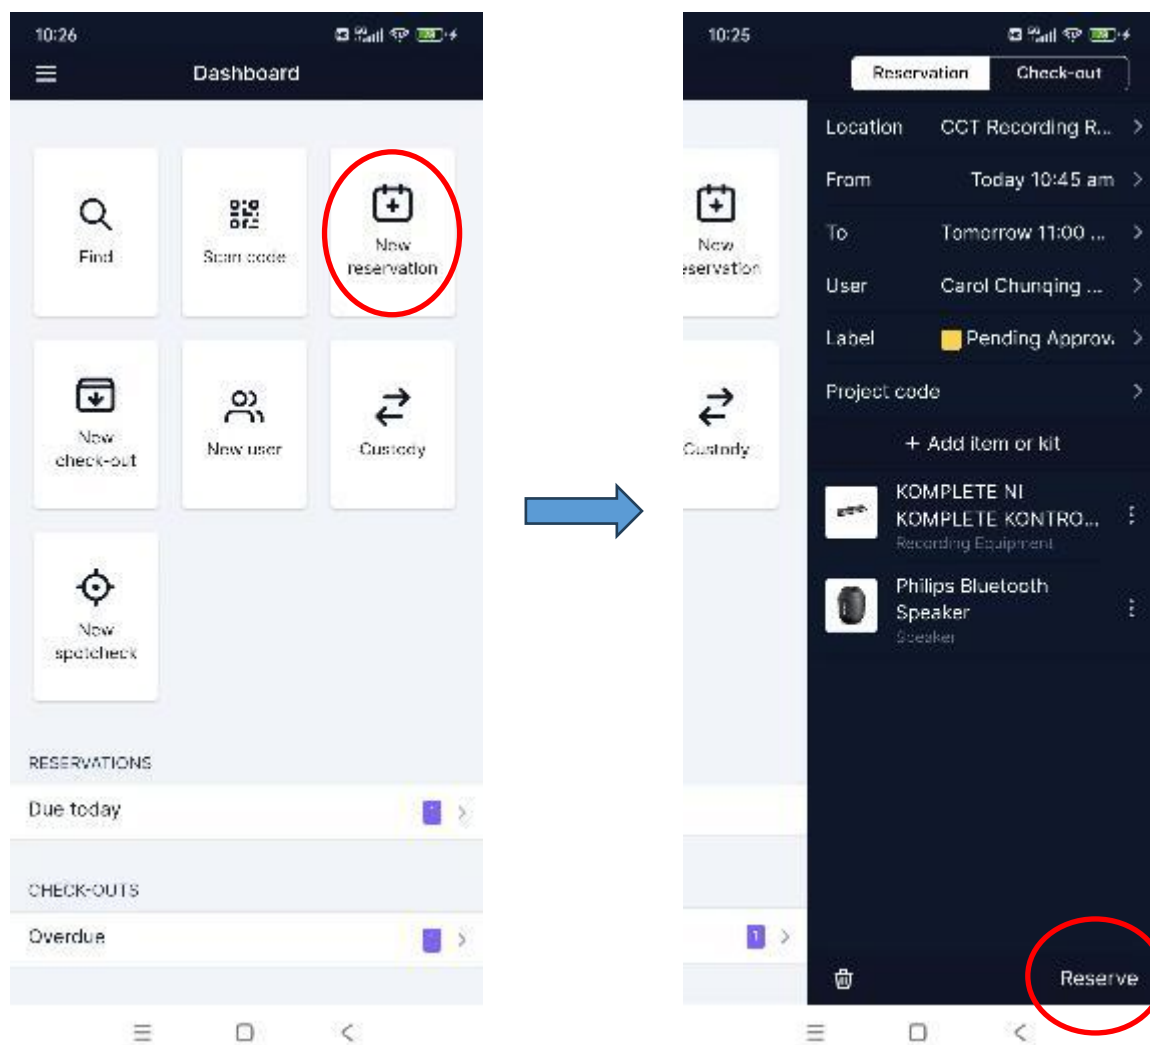 10:26
Dashboard
Find
Scan code
New
reservation
New
check-out
New user
Custody
New
spotcheck
RESERVATIONS
Due today
CHECK-OUTS
Overdue
10:25
Reservation
Check-out
New
eservation
Custody
1
Location
CCT Recording R...
From
Today 10:45 am
To
Tomorrow 11:00 ...
User
Carol Chunqing ...
Label
Pending Approv
Project code
+ Add item or kit
KOMPLETE NI
KOMPLETE KONTRO...
Recording Equipment
Philips Bluetooth
Speaker
Speaker
Reserve